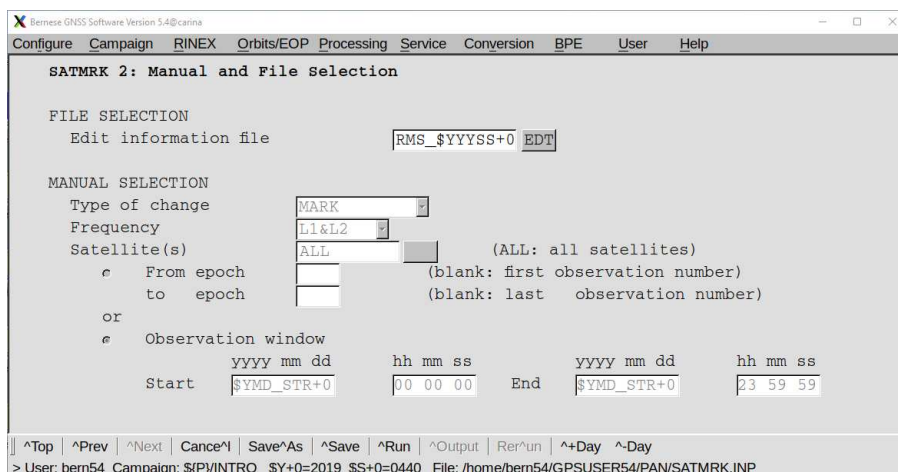 Bernese GNSS Software Version 5.4@carina
Configure Campaign RINEX Orbits/EOP Processing Service Conversion BPE User Help
SATMRK 2: Manual and File Selection
FILE SELECTION
Edit information file RMS_$YYYSS+0 EDT
MANUAL SELECTION
Type of change MARK
Frequency L1&L2
Satellite(s) ALL (ALL: all satellites)
From epoch (blank: first observation number)
to epoch (blank: last observation number)
or
Observation window
yyyy mm dd hh mm ss yyyy mm dd hh mm ss
Start $YMD_STR+0 00 00 00 End $YMD_STR+0 23 59 59
^Top | ^Prev | ^Next | Cance^l | Save^As | ^Save | ^Run | ^Output | Rer^un | ^+Day ^-Day
> User: bern54 Campaign: ${P}/INTRO $Y+0=2019 $S+0=0440 File: /home/bern54/GPSUSER54/PAN/SATMRK.INP